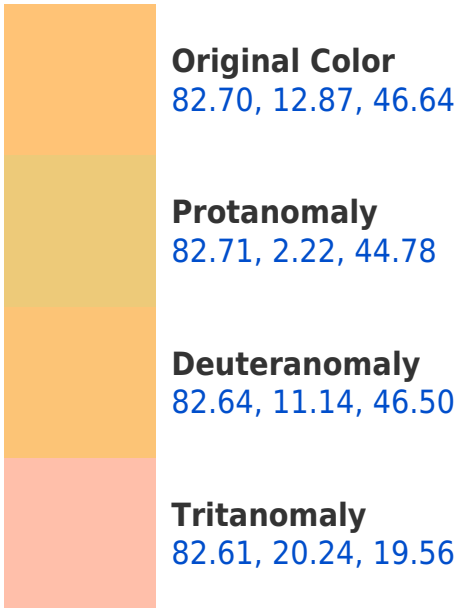 Original Color
82.70, 12.87, 46.64
Protanomaly
82.71, 2.22, 44.78
Deuteranomaly
82.64, 11.14, 46.50
Tritanomaly
82.61, 20.24, 19.56